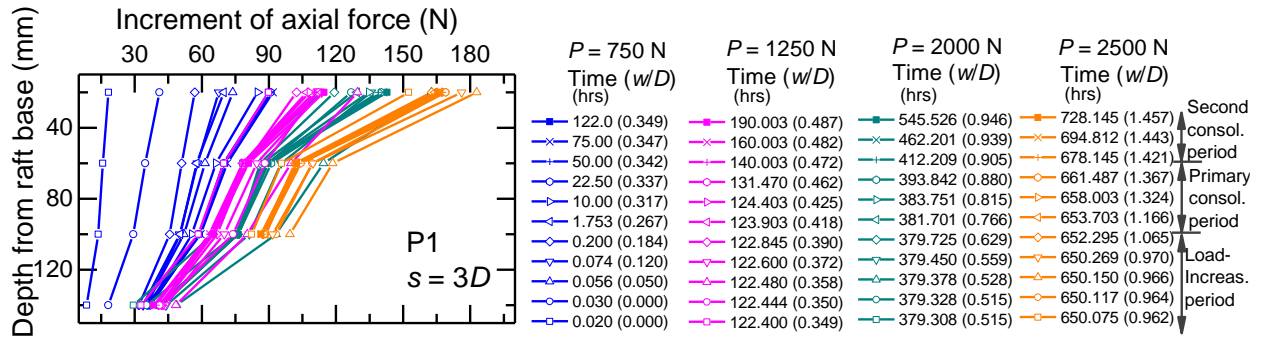 Increment of axial force (N)
30 60 90 120 150 180
Depth from raft base (mm)
40
80
120
P1
s = 3D
P = 750 N
Time (w/D)
(hrs)
122.0 (0.349)
75.00 (0.347)
50.00 (0.342)
22.50 (0.337)
10.00 (0.317)
1.753 (0.267)
0.200 (0.184)
0.074 (0.120)
0.056 (0.050)
0.030 (0.000)
0.020 (0.000)
P = 1250 N
Time (w/D)
(hrs)
190.003 (0.487)
160.003 (0.482)
140.003 (0.472)
131.470 (0.462)
124.403 (0.425)
123.903 (0.418)
122.845 (0.390)
122.600 (0.372)
122.480 (0.358)
122.444 (0.350)
122.400 (0.349)
P = 2000 N
Time (w/D)
(hrs)
545.526 (0.946)
462.201 (0.939)
412.209 (0.905)
393.842 (0.880)
383.751 (0.815)
381.701 (0.766)
379.725 (0.629)
379.450 (0.559)
379.378 (0.528)
379.328 (0.515)
379.308 (0.515)
P = 2500 N
Time (w/D)
(hrs)
728.145 (1.457)
694.812 (1.443)
678.145 (1.421)
661.487 (1.367)
658.003 (1.324)
653.703 (1.166)
652.295 (1.065)
650.269 (0.970)
650.150 (0.966)
650.117 (0.964)
650.075 (0.962)
Second
consol.
period
Primary
consol.
period
Load-
Increas.
period